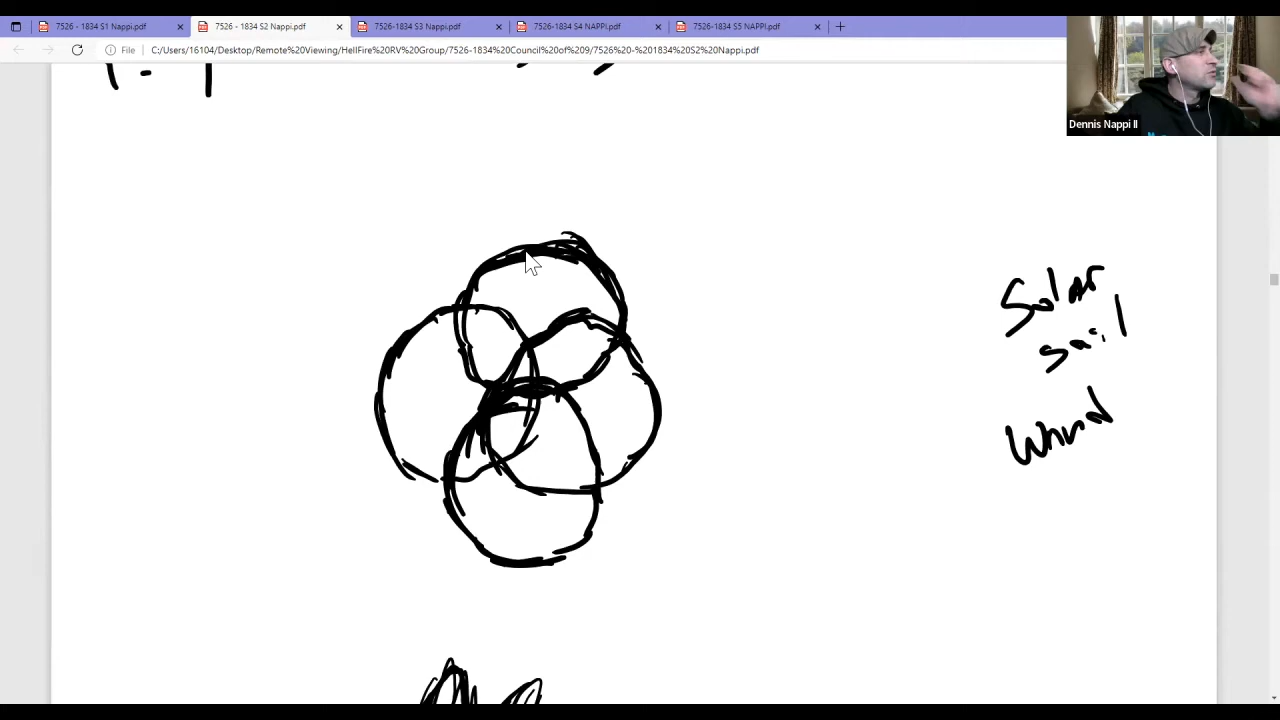 7526 - 1834 S1 Nappi.pdf
7526 - 1834 S2 Nappi.pdf
7526-1834 S3 Nappi.pdf
7526-1834 S4 NAPPI.pdf
7526-1834 S5 NAPPI.pdf
File
C:/Users/16104/Desktop/Remote%20Viewing/HellFire%20RV%20Group/7526-1834%20Council%20of%209/7526%20-%201834%20S2%20Nappi.pdf
Dennis Nappi II
Solar
sail